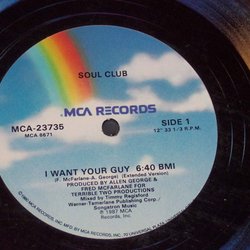 SOUL CLUB
MCA RECORDS
MCA-23735
MCA 8671
SIDE 1
12" 33 1/3 R.P.M.
I WANT YOUR GUY 6:40 BMI
(F. McFarlane-A. George) (Extended Version)
PRODUCED BY ALLEN GEORGE &
FRED MCFARLANE FOR
TERRIBLE TWO PRODUCTIONS
Mixed by Timmy Regisford
Warner-Tamerlane Publishing Corp./
Songatron Music
℗ 1987 MCA
Records